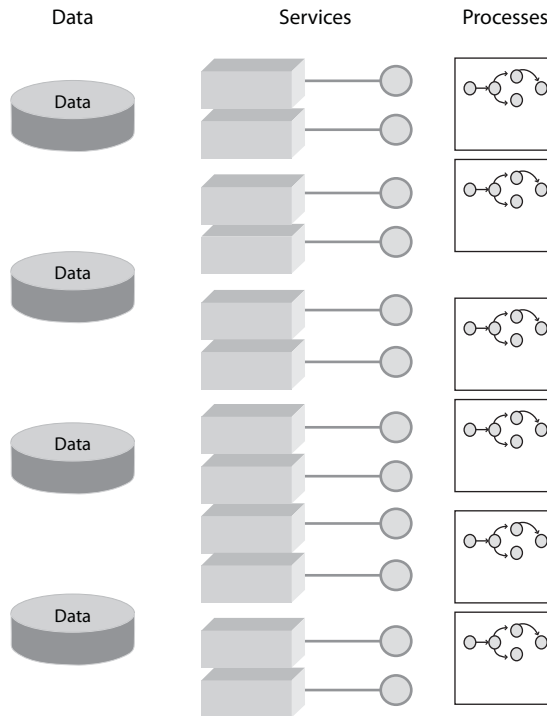 Data
Services
Processes
Data
Data
Data
Data